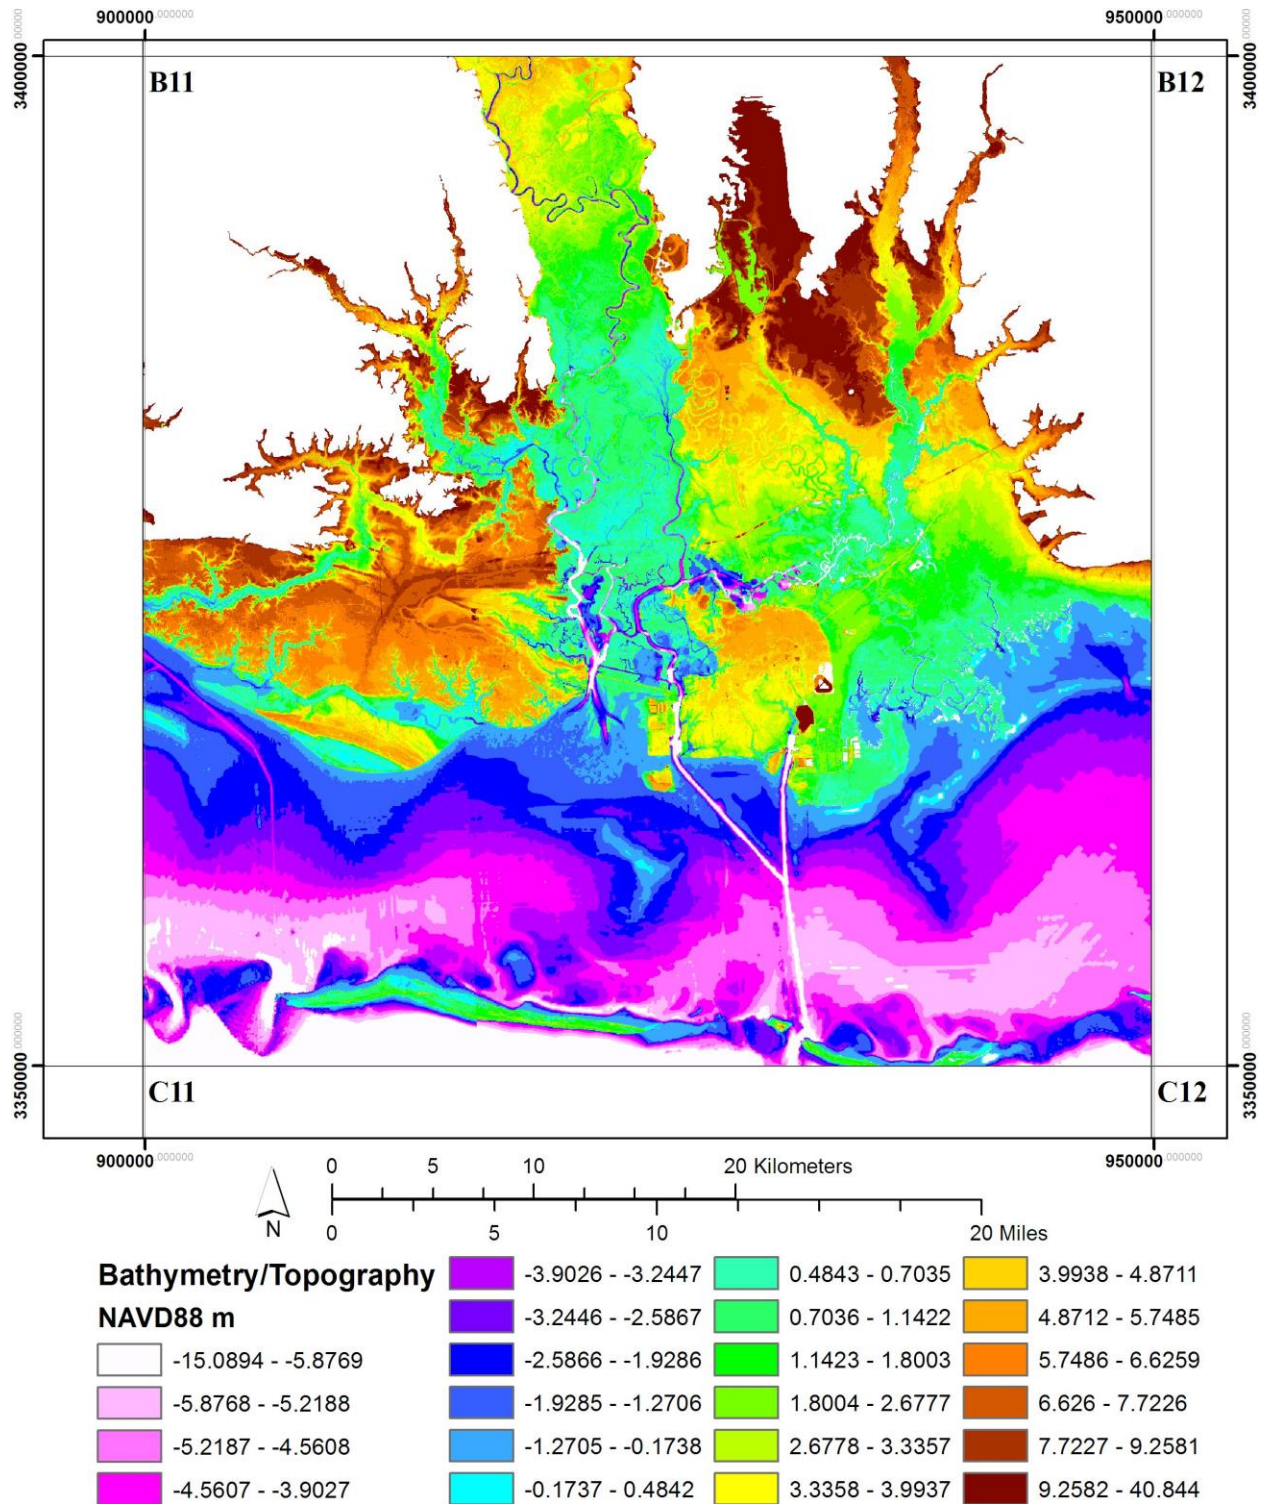 900000.000000 950000.000000
3400000.000000 3400000.000000
B11 B12
3350000.000000 3350000.000000
C11 C12
900000.000000 950000.000000
0 5 10 20 Kilometers
N
0 5 10 20 Miles
Bathymetry/Topography
NAVD88 m
-15.0894 - -5.8769
-5.8768 - -5.2188
-5.2187 - -4.5608
-4.5607 - -3.9027
-3.9026 - -3.2447
-3.2446 - -2.5867
-2.5866 - -1.9286
-1.9285 - -1.2706
-1.2705 - -0.1738
-0.1737 - 0.4842
0.4843 - 0.7035
0.7036 - 1.1422
1.1423 - 1.8003
1.8004 - 2.6777
2.6778 - 3.3357
3.3358 - 3.9937
3.9938 - 4.8711
4.8712 - 5.7485
5.7486 - 6.6259
6.626 - 7.7226
7.7227 - 9.2581
9.2582 - 40.844